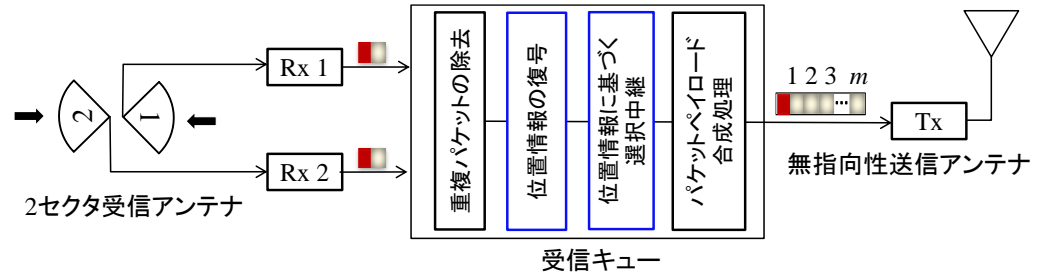 2
1
2セクタ受信アンテナ
Rx 1
Rx 2
重複パケットの除去
位置情報の復号
位置情報に基づく
選択中継
パケットペイロード
合成処理
受信キュー
1 2 3 m
...
Tx
無指向性送信アンテナ